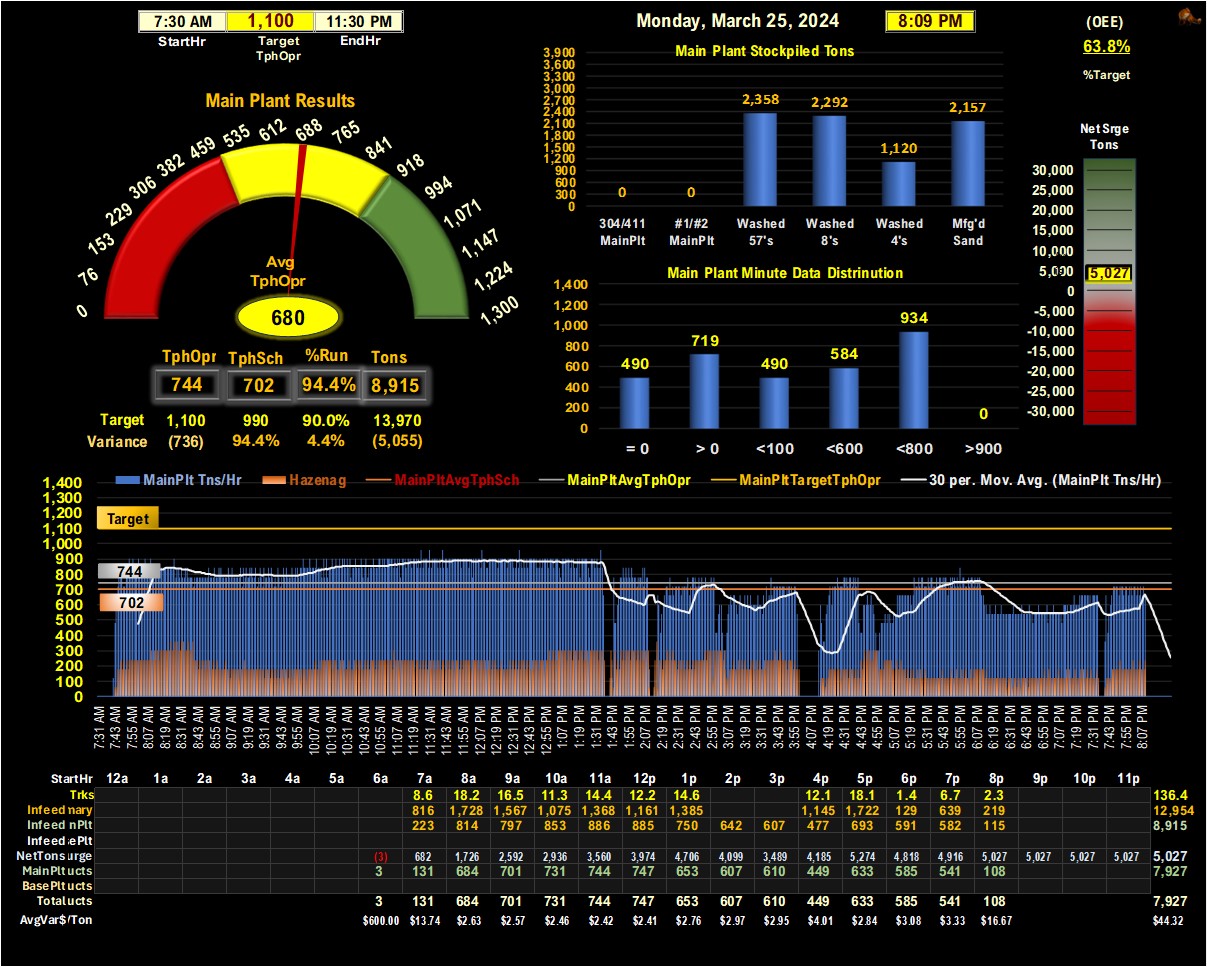 7:30 AM 1,100 11:30 PM
StartHr Target TphOpr EndHr
Monday, March 25, 2024 8:09 PM
(OEE)
63.8%
%Target
Main Plant Results
0 76 153 229 306 382 459 535 612 688 765 841 918 994 1,071 1,147 1,224 1,300
Avg
TphOpr
680
TphOpr TphSch %Run Tons
744 702 94.4% 8,915
Target 1,100 990 90.0% 13,970
Variance (736) 94.4% 4.4% (5,055)
Main Plant Stockpiled Tons
3,900
3,600
3,300
3,000
2,700
2,400
2,100
1,800
1,500
1,200
900
600
300
0
0 0 2,358 2,292 1,120 2,157
304/411 #1/#2 Washed Washed Washed Mfg'd
MainPlt MainPlt 57's 8's 4's Sand
Main Plant Minute Data Distrinution
1,400
1,200
1,000
800
600
400
200
0
490 719 490 584 934 0
= 0 > 0 <100 <600 <800 >900
Net Srge
Tons
30,000
25,000
20,000
15,000
10,000
5,000
5,027
0
-5,000
-10,000
-15,000
-20,000
-25,000
-30,000
MainPlt Tns/Hr Hazenag MainPltAvgTphSch MainPltAvgTphOpr MainPltTargetTphOpr 30 per. Mov. Avg. (MainPlt Tns/Hr)
1,400
1,300
1,200
1,100
1,000
900
800
700
600
500
400
300
200
100
0
Target
744
702
7:31 AM 7:43 AM 7:55 AM 8:07 AM 8:19 AM 8:31 AM 8:43 AM 8:55 AM 9:07 AM 9:19 AM 9:31 AM 9:43 AM 9:55 AM 10:07 AM 10:19 AM 10:31 AM 10:43 AM 10:55 AM 11:07 AM 11:19 AM 11:31 AM 11:43 AM 11:55 AM 12:07 PM 12:19 PM 12:31 PM 12:43 PM 12:55 PM 1:07 PM 1:19 PM 1:31 PM 1:43 PM 1:55 PM 2:07 PM 2:19 PM 2:31 PM 2:43 PM 2:55 PM 3:07 PM 3:19 PM 3:31 PM 3:43 PM 3:55 PM 4:07 PM 4:19 PM 4:31 PM 4:43 PM 4:55 PM 5:07 PM 5:19 PM 5:31 PM 5:43 PM 5:55 PM 6:07 PM 6:19 PM 6:31 PM 6:43 PM 6:55 PM 7:07 PM 7:19 PM 7:31 PM 7:43 PM 7:55 PM 8:07 PM
StartHr 12a 1a 2a 3a 4a 5a 6a 7a 8a 9a 10a 11a 12p 1p 2p 3p 4p 5p 6p 7p 8p 9p 10p 11p
Trks 8.6 18.2 16.5 11.3 14.4 12.2 14.6 12.1 18.1 1.4 6.7 2.3 136.4
Infeed nary 816 1,728 1,567 1,075 1,368 1,161 1,385 1,145 1,722 129 639 219 12,954
Infeed nPlt 223 814 797 853 886 885 750 642 607 477 693 591 582 115 8,915
Infeed ePlt
NetTons urge (3) 682 1,726 2,592 2,936 3,560 3,974 4,706 4,099 3,489 4,185 5,274 4,818 4,916 5,027 5,027 5,027 5,027 5,027
MainPlt ucts 3 131 684 701 731 744 747 653 607 610 449 633 585 541 108 7,927
BasePlt ucts
Total ucts 3 131 684 701 731 744 747 653 607 610 449 633 585 541 108 7,927
AvgVar$/Ton $600.00 $13.74 $2.63 $2.57 $2.46 $2.42 $2.41 $2.76 $2.97 $2.95 $4.01 $2.84 $3.08 $3.33 $16.67 $44.32